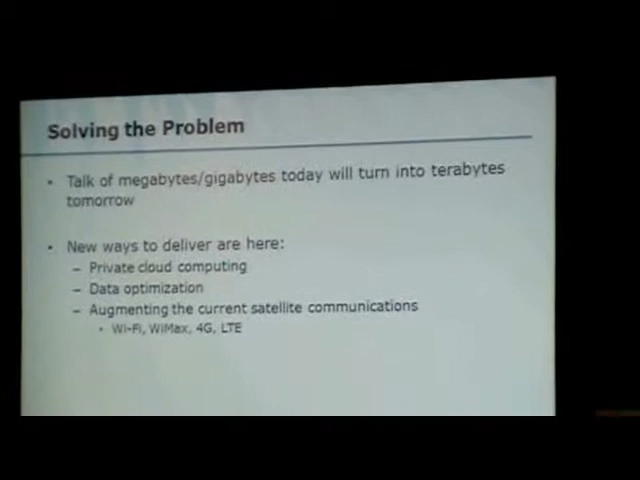 Solving the Problem
• Talk of megabytes/gigabytes today will turn into terabytes
tomorrow
• New ways to deliver are here:
– Private cloud computing
– Data optimization
– Augmenting the current satellite communications
• Wi-Fi, WiMax, 4G, LTE